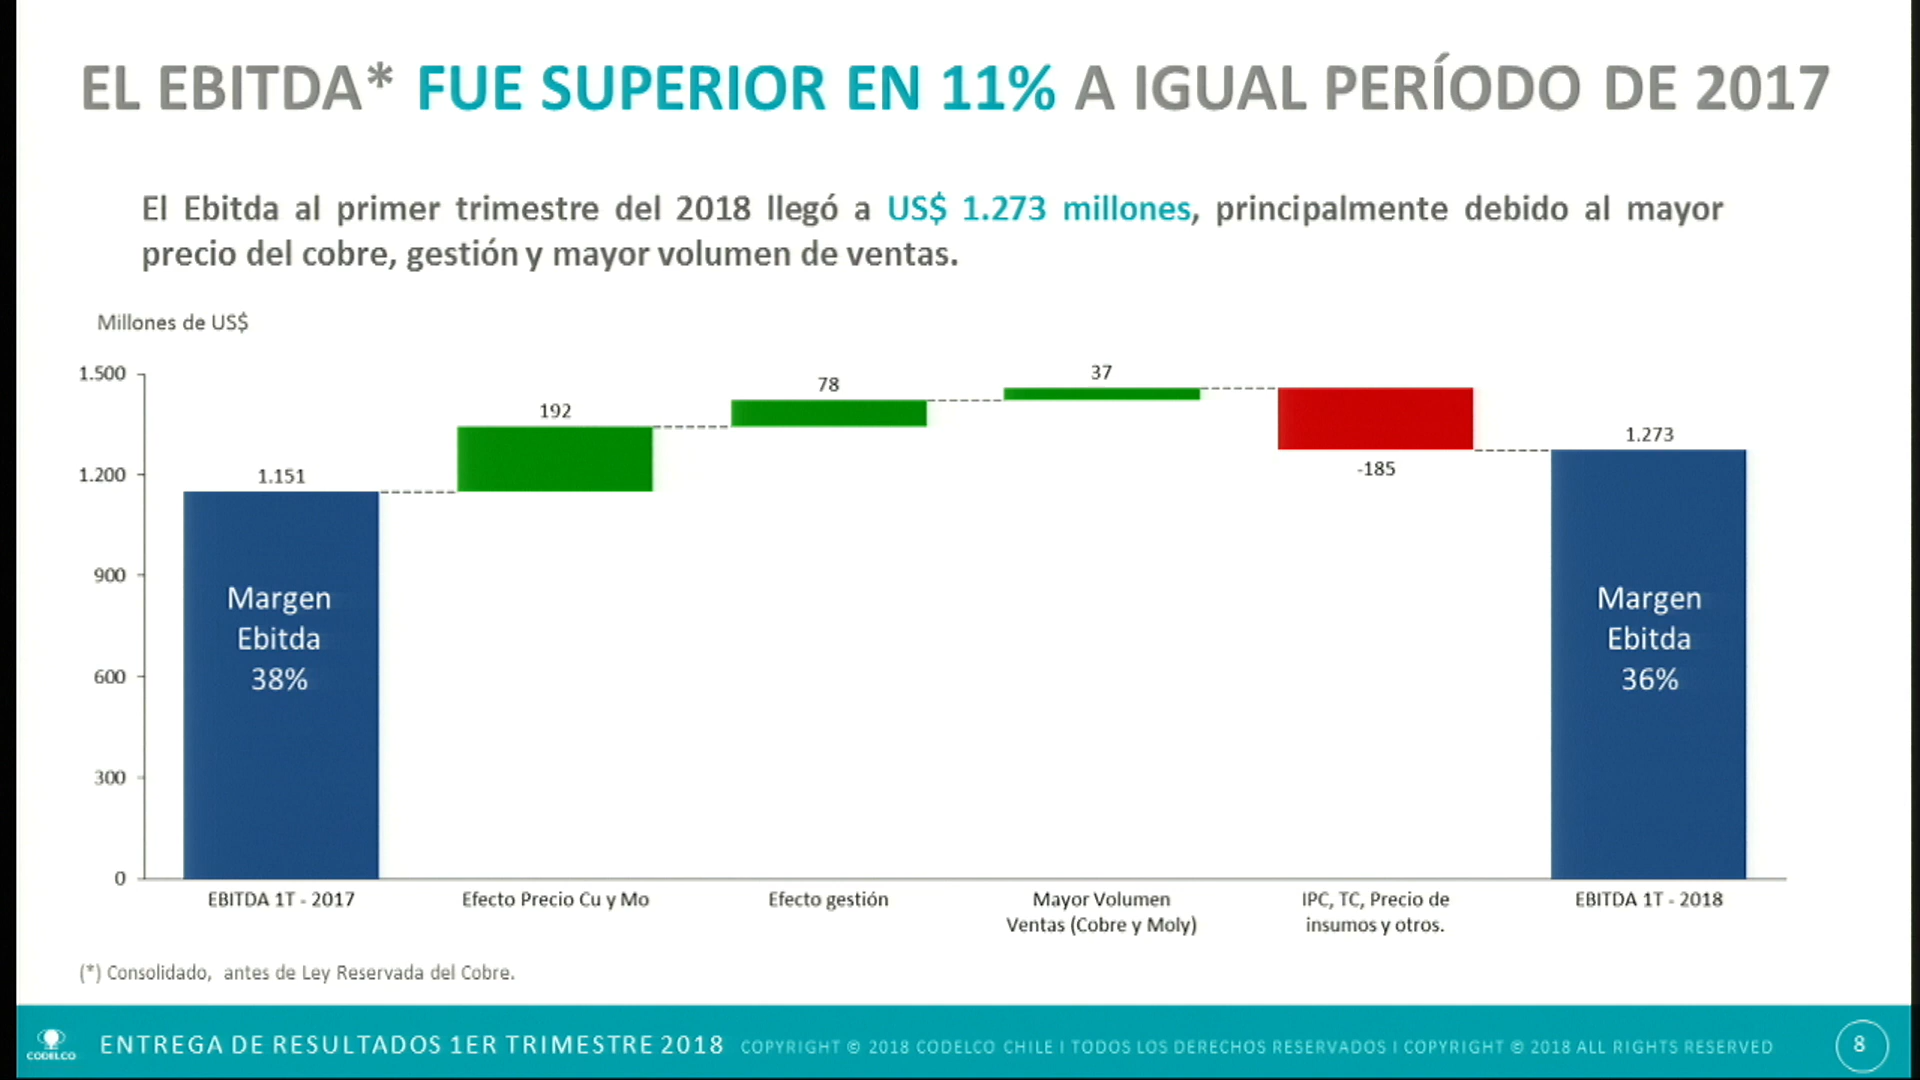 EL EBITDA* FUE SUPERIOR EN 11% A IGUAL PERÍODO DE 2017
El Ebitda al primer trimestre del 2018 llegó a US$ 1.273 millones, principalmente debido al mayor
precio del cobre, gestión y mayor volumen de ventas.
Millones de US$
1.500
1.200
900
600
300
0
1.151
192
78
37
-185
1.273
Margen
Ebitda
38%
Margen
Ebitda
36%
EBITDA 1T - 2017
Efecto Precio Cu y Mo
Efecto gestión
Mayor Volumen
Ventas (Cobre y Moly)
IPC, TC, Precio de
insumos y otros.
EBITDA 1T - 2018
(*) Consolidado, antes de Ley Reservada del Cobre.
CODELCO
ENTREGA DE RESULTADOS 1ER TRIMESTRE 2018
COPYRIGHT © 2018 CODELCO CHILE I TODOS LOS DERECHOS RESERVADOS I COPYRIGHT © 2018 ALL RIGHTS RESERVED
8